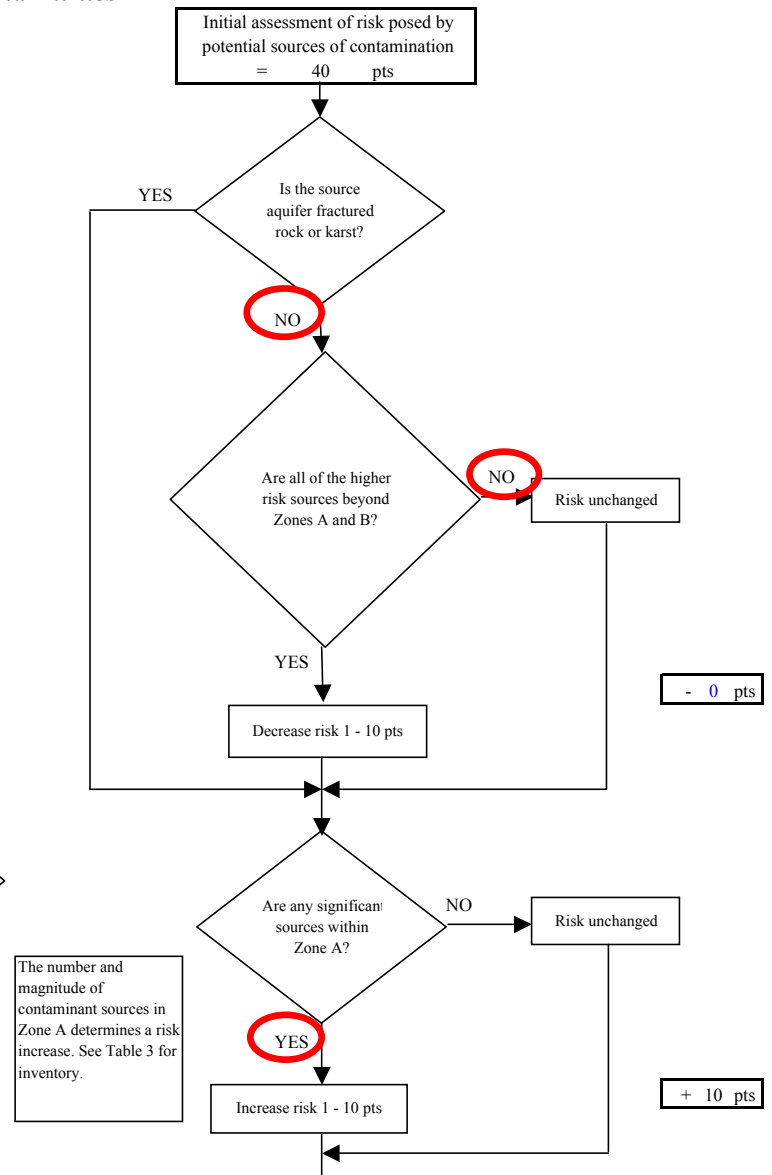 Initial assessment of risk posed by
potential sources of contamination
= 40 pts
YES
Is the source
aquifer fractured
rock or karst?
NO
Are all of the higher
risk sources beyond
Zones A and B?
NO
Risk unchanged
YES
- 0 pts
Decrease risk 1 - 10 pts
Are any significant
sources within
Zone A?
NO
Risk unchanged
The number and
magnitude of
contaminant sources in
Zone A determines a risk
increase. See Table 3 for
inventory.
YES
Increase risk 1 - 10 pts
+ 10 pts